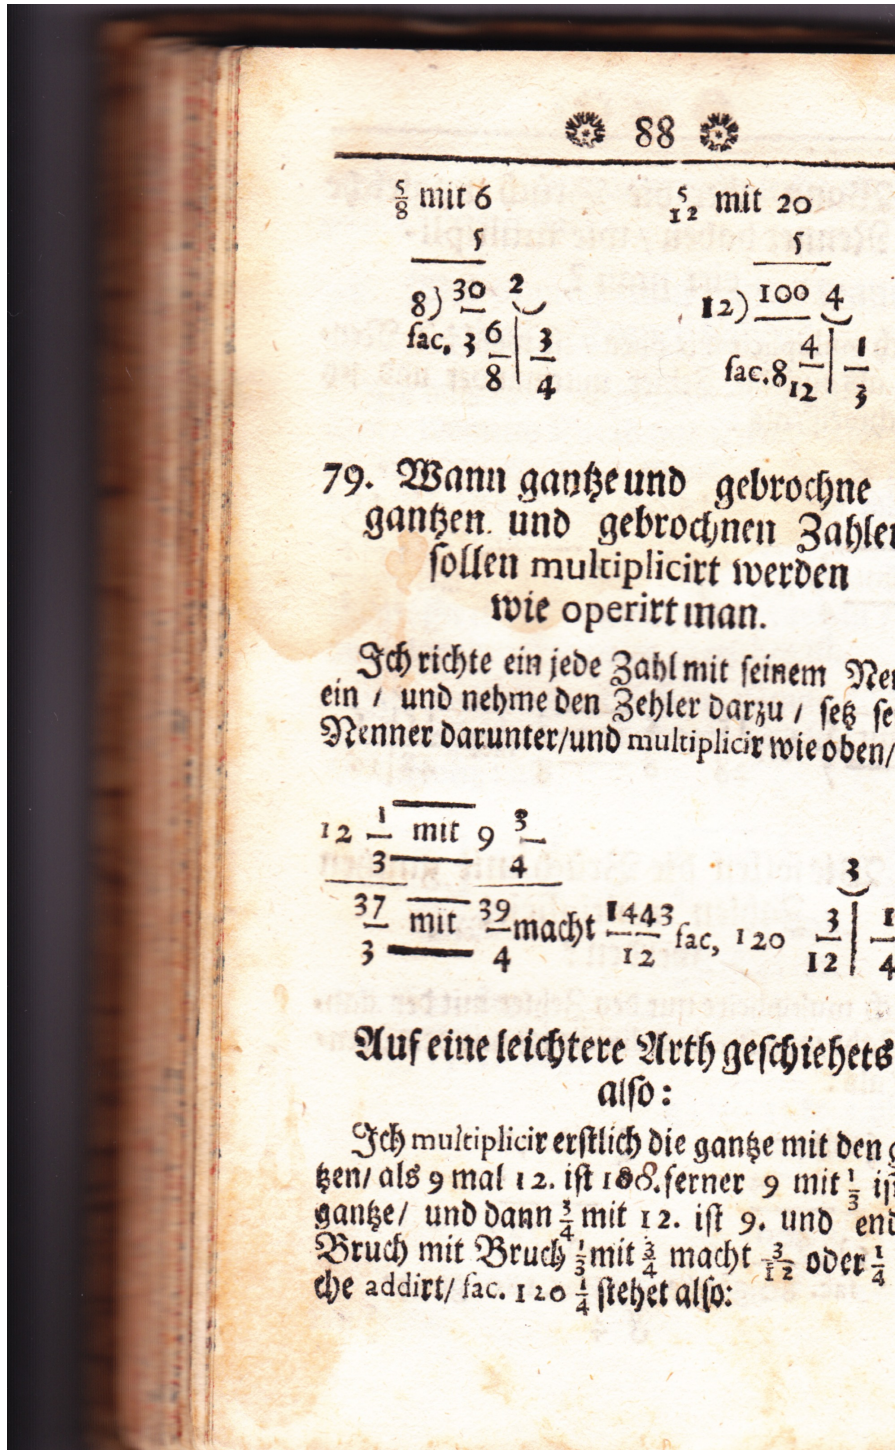 88
5/8 mit 6 5/12 mit 20
5 5
8) 30 2 12) 100 4
fac, 3 6/8 | 3/4 fac. 8 4/12 | 1/3
79. Wann gantze und gebrochne
gantzen und gebrochnen Zahlen
sollen multiplicirt werden
wie operirt man.
Ich richte ein jede Zahl mit seinem
ein / und nehme den Zehler darzu / setz
Nenner darunter/und multiplicir wie oben/
12 1/3 mit 9 3/4
3
37/3 mit 39/4 macht 1443/12 fac, 120 3/12 | 1/4
Auf eine leichtere Arth geschiehets
also:
Ich multiplicir erstlich die gantze mit den
tzen/ als 9 mal 12. ist 108. ferner 9 mit 1/3
gantze/ und dann 3/4 mit 12. ist 9. und
Bruch mit Bruch 1/3 mit 3/4 macht 3/12 oder 1/4
che addirt/ fac. 120 1/4 stehet also: